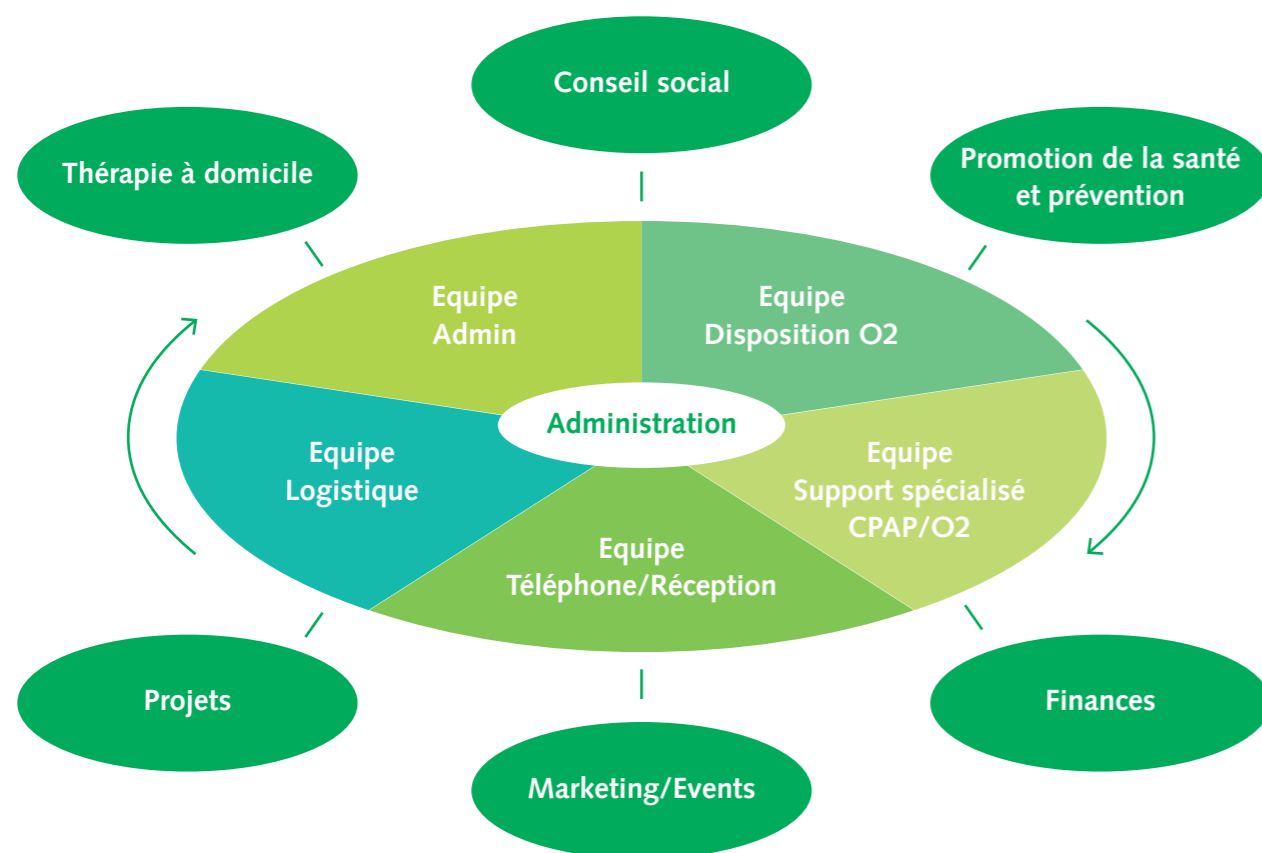 Conseil social
Thérapie à domicile
Promotion de la santé
et prévention
Equipe
Admin
Equipe
Disposition O2
Administration
Equipe
Logistique
Equipe
Support spécialisé
CPAP/O2
Equipe
Téléphone/Réception
Projets
Finances
Marketing/Events